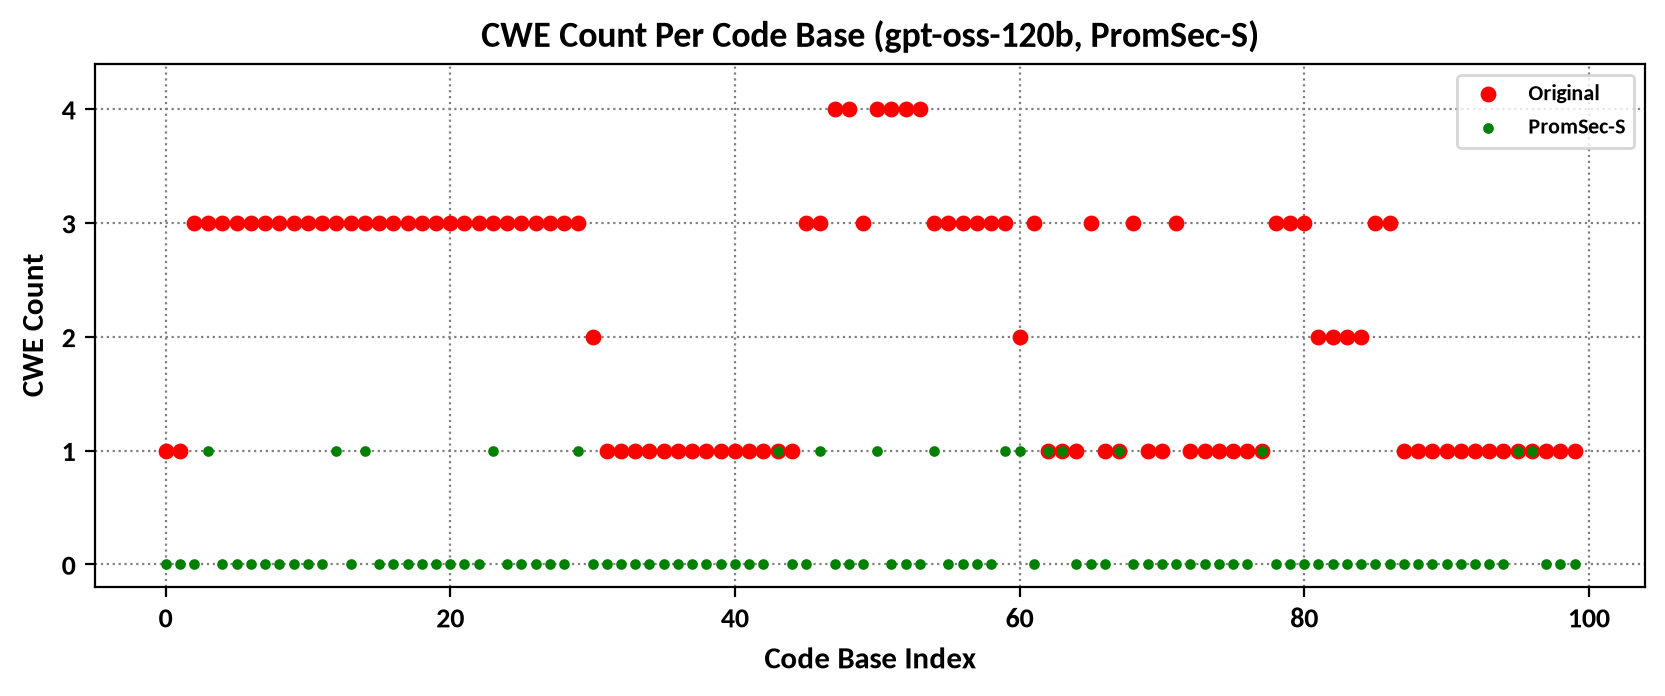 CWE Count Per Code Base (gpt-oss-120b, PromSec-S)
Original
PromSec-S
CWE Count
4
3
2
1
0
0 20 40 60 80 100
Code Base Index